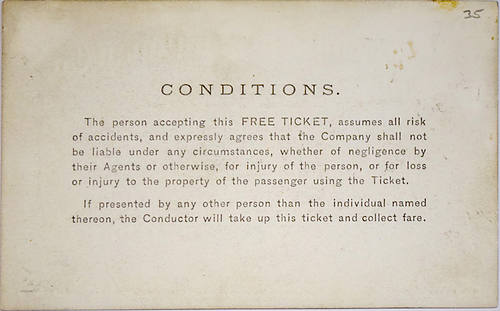 35
CONDITIONS.
The person accepting this FREE TICKET, assumes all risk
of accidents, and expressly agrees that the Company shall not
be liable under any circumstances, whether of negligence by
their Agents or otherwise, for injury of the person, or for loss
or injury to the property of the passenger using the Ticket.
If presented by any other person than the individual named
thereon, the Conductor will take up this ticket and collect fare.